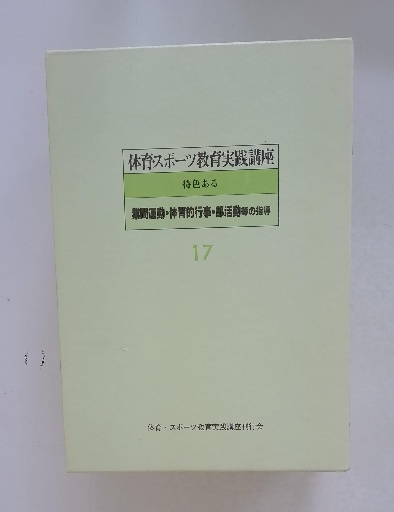 体育スポーツ教育実践講座
特色ある
業間運動・体育的行事・部活動等の指導
17
体育・スポーツ教育実践講座刊行会